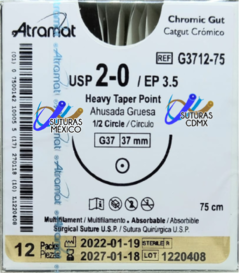 Atramat
Chromic Gut
Catgut Crómico
REF G3712-75
USP 2-0 / EP 3.5
SUTURAS MÉXICO
SUTURAS CDMX
Heavy Taper Point
Ahusada Gruesa
1/2 Circle / Círculo
G37 37 mm
75 cm
Multifilament / Multifilamento • Absorbable / Absorbible
Surgical Suture U.S.P. / Sutura Quirúrgica U.S.P.
12 Packs
Piezas
2022-01-19 STERILE R
2027-01-18 LOT 1220408